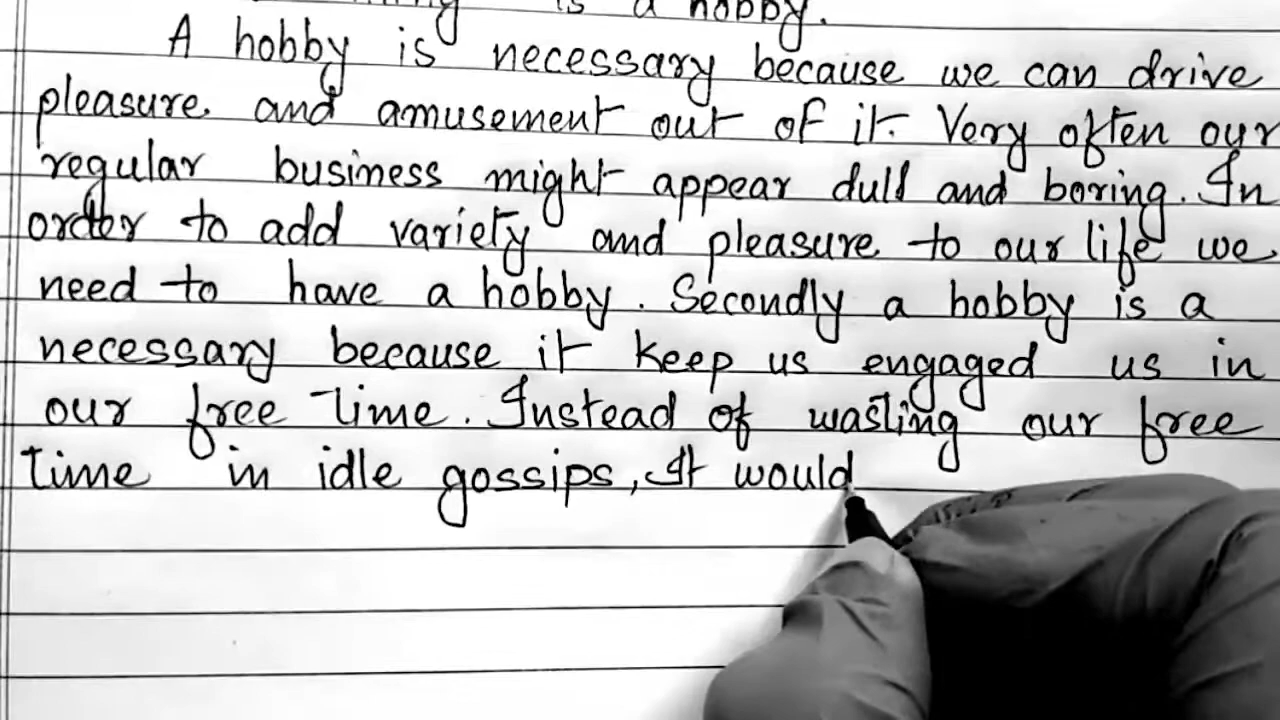 is a hobby.
A hobby is necessary because we can drive
pleasure and amusement out of it. Very often our
regular business might appear dull and boring. In
order to add variety and pleasure to our life we
need to have a hobby. Secondly a hobby is a
necessary because it keep us engaged us in
our free time. Instead of wasting our free
time in idle gossips, It would